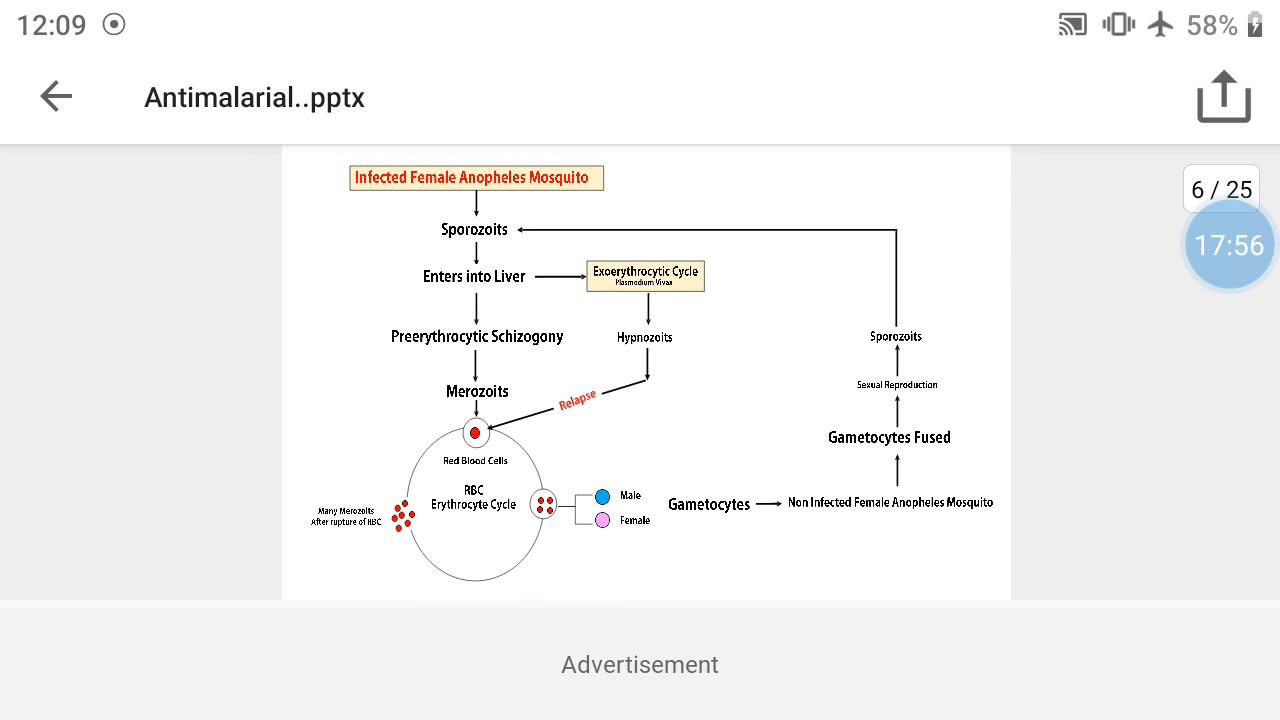 12:09
58%
Antimalarial..pptx
6 / 25
17:56
Infected Female Anopheles Mosquito
Sporozoits
Enters into Liver
Exoerythrocytic Cycle
Plasmodium Vivax
Preerythrocytic Schizogony
Hypnozoits
Sporozoits
Merozoits
Relapse
Sexual Reproduction
Gametocytes Fused
Red Blood Cells
RBC
Erythrocyte Cycle
Many Merozoits
After rupture of RBC
Male
Female
Gametocytes
Non Infected Female Anopheles Mosquito
Advertisement